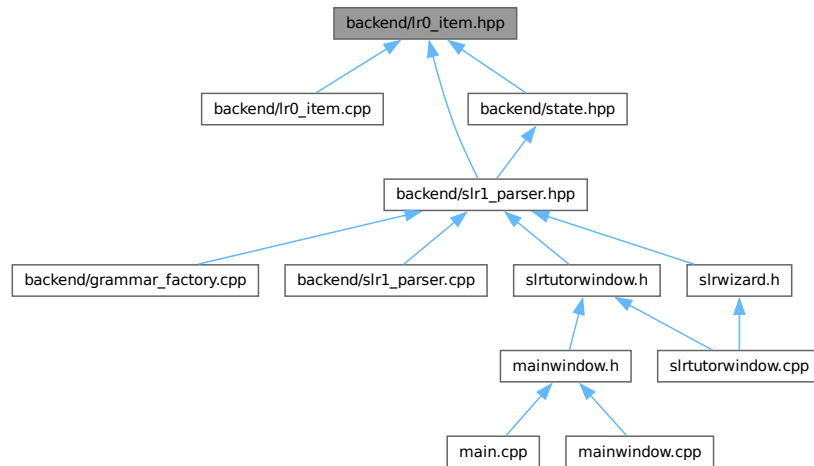 backend/lr0_item.hpp
backend/lr0_item.cpp
backend/state.hpp
backend/slr1_parser.hpp
backend/grammar_factory.cpp
backend/slr1_parser.cpp
slrtutorwindow.h
slrwizard.h
mainwindow.h
slrtutorwindow.cpp
main.cpp
mainwindow.cpp